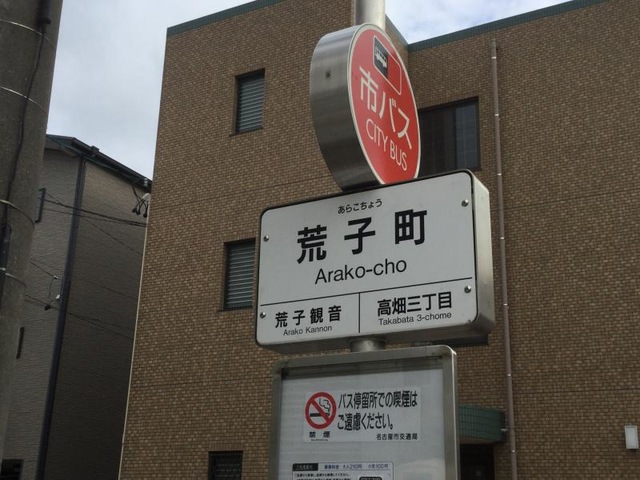 市バス
CITY BUS
あらこちょう
荒子町
Arako-cho
荒子観音
Arako Kannon
高畑三丁目
Takabata 3-chome
バス停留所での喫煙は
ご遠慮ください。
禁煙
名古屋市交通局